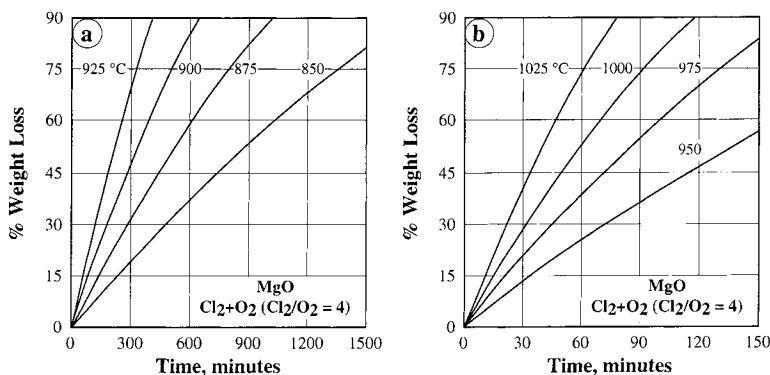 a
90
75
60
45
30
15
0
% Weight Loss
925 °C
900
875
850
MgO
Cl2+O2 (Cl2/O2 = 4)
0 300 600 900 1200 1500
Time, minutes
b
90
75
60
45
30
15
0
% Weight Loss
1025 °C
1000
975
950
MgO
Cl2+O2 (Cl2/O2 = 4)
0 30 60 90 120 150
Time, minutes